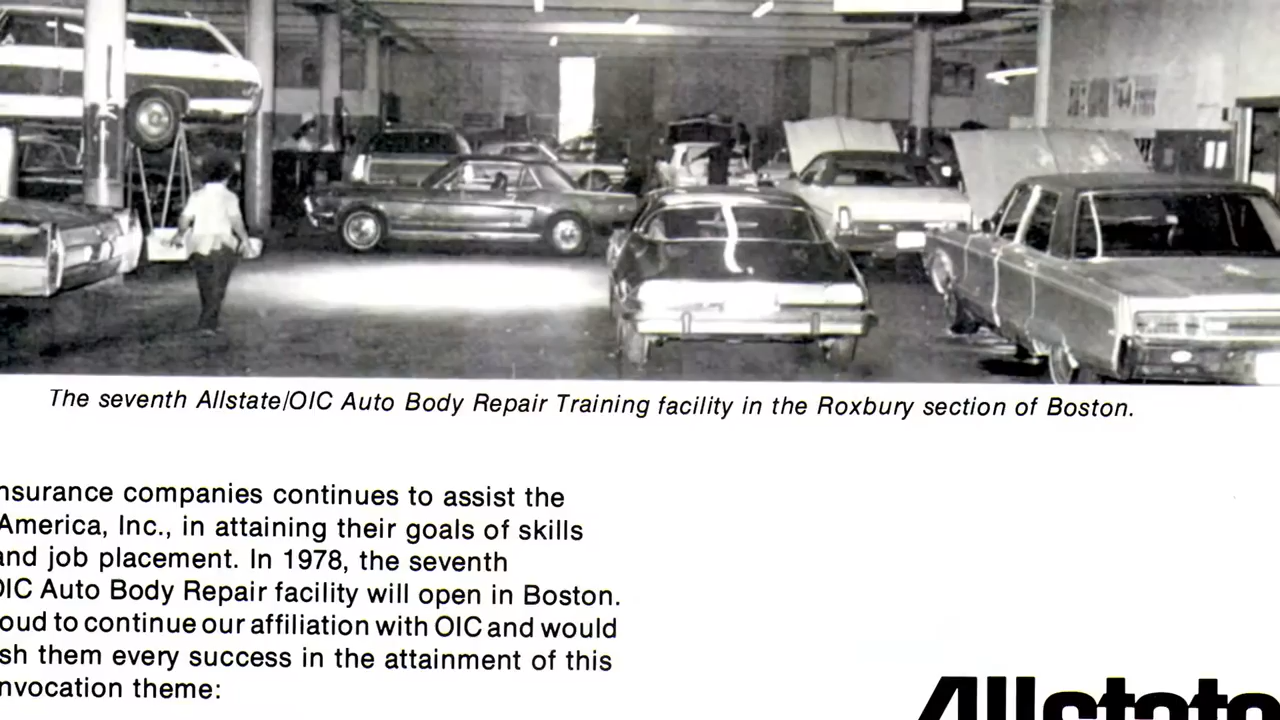 The seventh Allstate/OIC Auto Body Repair Training facility in the Roxbury section of Boston.
nsurance companies continues to assist the
America, Inc., in attaining their goals of skills
and job placement. In 1978, the seventh
OIC Auto Body Repair facility will open in Boston.
oud to continue our affiliation with OIC and would
sh them every success in the attainment of this
nvocation theme:
Allstate